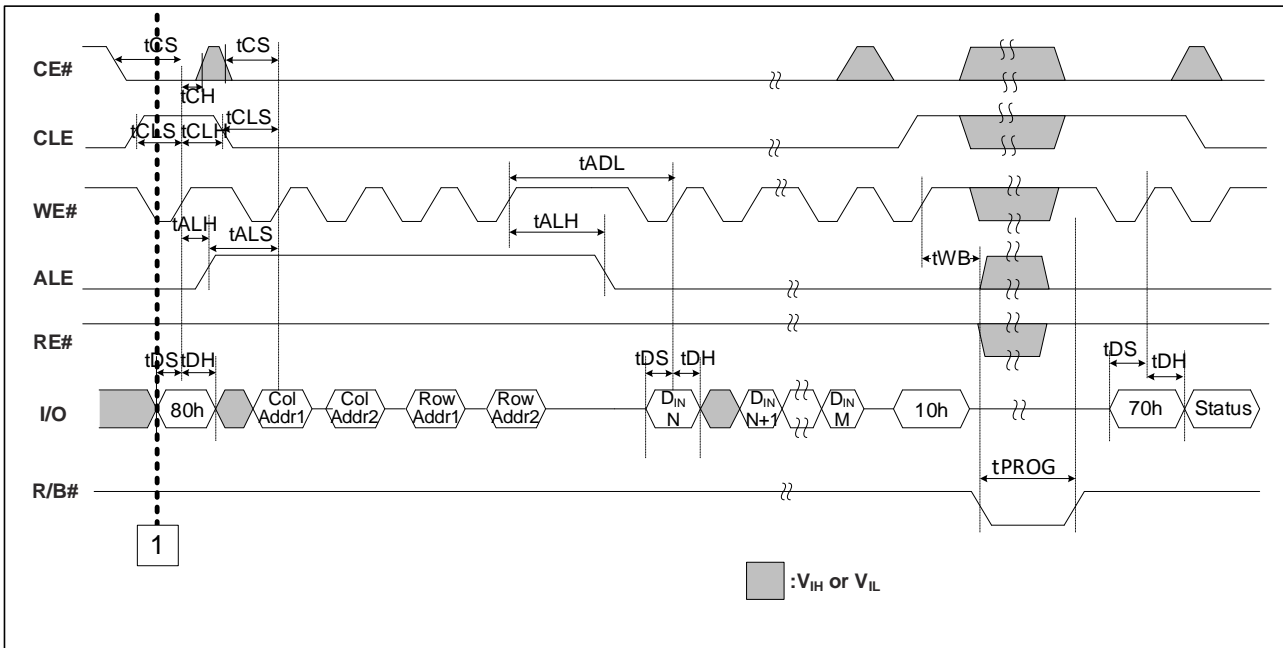 tCS tCS
CE#
tCH
tCLS
CLE
tCLS tCLH
tADL
WE#
tALH
tALS
tALH
tWB
ALE
RE#
tDS tDH
tDS tDH
tDS
tDH
I/O
80h
Col Addr1
Col Addr2
Row Addr1
Row Addr2
DIN N
DIN N+1
DIN M
10h
70h
Status
tPROG
R/B#
1
:VIH or VIL